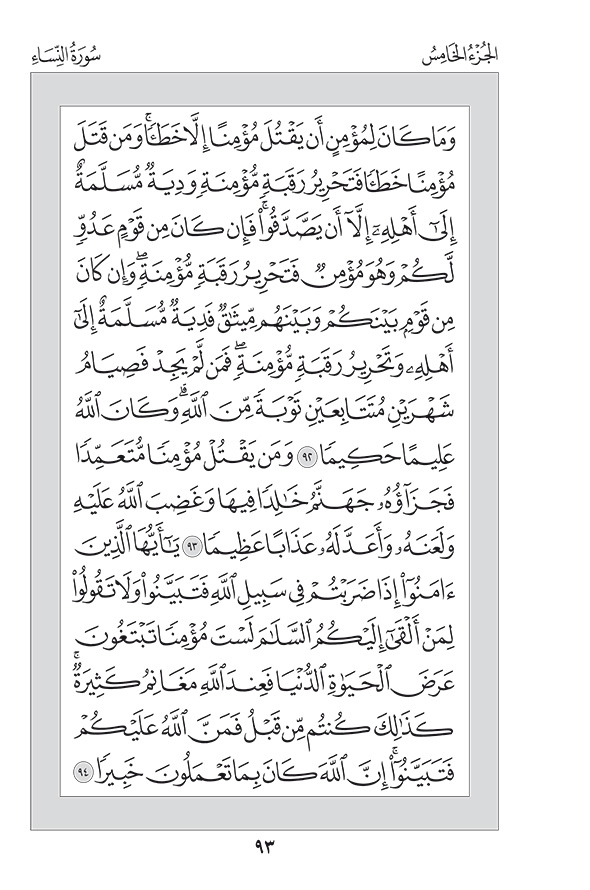 الجُزْءُ الخَامِسُ
سُورَةُ النِّسَاءِ
وَمَا كَانَ لِمُؤْمِنٍ أَن يَقْتُلَ مُؤْمِنًا إِلَّا خَطَـًٔاۚ وَمَن قَتَلَ
مُؤْمِنًا خَطَـًٔا فَتَحْرِيرُ رَقَبَةٍ مُّؤْمِنَةٍ وَدِيَةٌ مُّسَلَّمَةٌ
إِلَىٰٓ أَهْلِهِۦٓ إِلَّآ أَن يَصَّدَّقُواْۚ فَإِن كَانَ مِن قَوْمٍ عَدُوٍّ
لَّكُمْ وَهُوَ مُؤْمِنٌ فَتَحْرِيرُ رَقَبَةٍ مُّؤْمِنَةٍۖ وَإِن كَانَ
مِن قَوْمِۭ بَيْنَكُمْ وَبَيْنَهُم مِّيثَٰقٌ فَدِيَةٌ مُّسَلَّمَةٌ إِلَىٰٓ
أَهْلِهِۦ وَتَحْرِيرُ رَقَبَةٍ مُّؤْمِنَةٍۖ فَمَن لَّمْ يَجِدْ فَصِيَامُ
شَهْرَيْنِ مُتَتَابِعَيْنِ تَوْبَةً مِّنَ ٱللَّهِۗ وَكَانَ ٱللَّهُ
عَلِيمًا حَكِيمًا ٩٢ وَمَن يَقْتُلْ مُؤْمِنًا مُّتَعَمِّدًا
فَجَزَآؤُهُۥ جَهَنَّمُ خَٰلِدًا فِيهَا وَغَضِبَ ٱللَّهُ عَلَيْهِ
وَلَعَنَهُۥ وَأَعَدَّ لَهُۥ عَذَابًا عَظِيمًا ٩٣ يَٰٓأَيُّهَا ٱلَّذِينَ
ءَامَنُوٓاْ إِذَا ضَرَبْتُمْ فِي سَبِيلِ ٱللَّهِ فَتَبَيَّنُواْ وَلَا تَقُولُواْ
لِمَنْ أَلْقَىٰٓ إِلَيْكُمُ ٱلسَّلَٰمَ لَسْتَ مُؤْمِنًا تَبْتَغُونَ
عَرَضَ ٱلْحَيَوٰةِ ٱلدُّنْيَا فَعِندَ ٱللَّهِ مَغَانِمُ كَثِيرَةٌۚ
كَذَٰلِكَ كُنتُم مِّن قَبْلُ فَمَنَّ ٱللَّهُ عَلَيْكُمْ
فَتَبَيَّنُوٓاْۚ إِنَّ ٱللَّهَ كَانَ بِمَا تَعْمَلُونَ خَبِيرًا ٩٤
٩٣